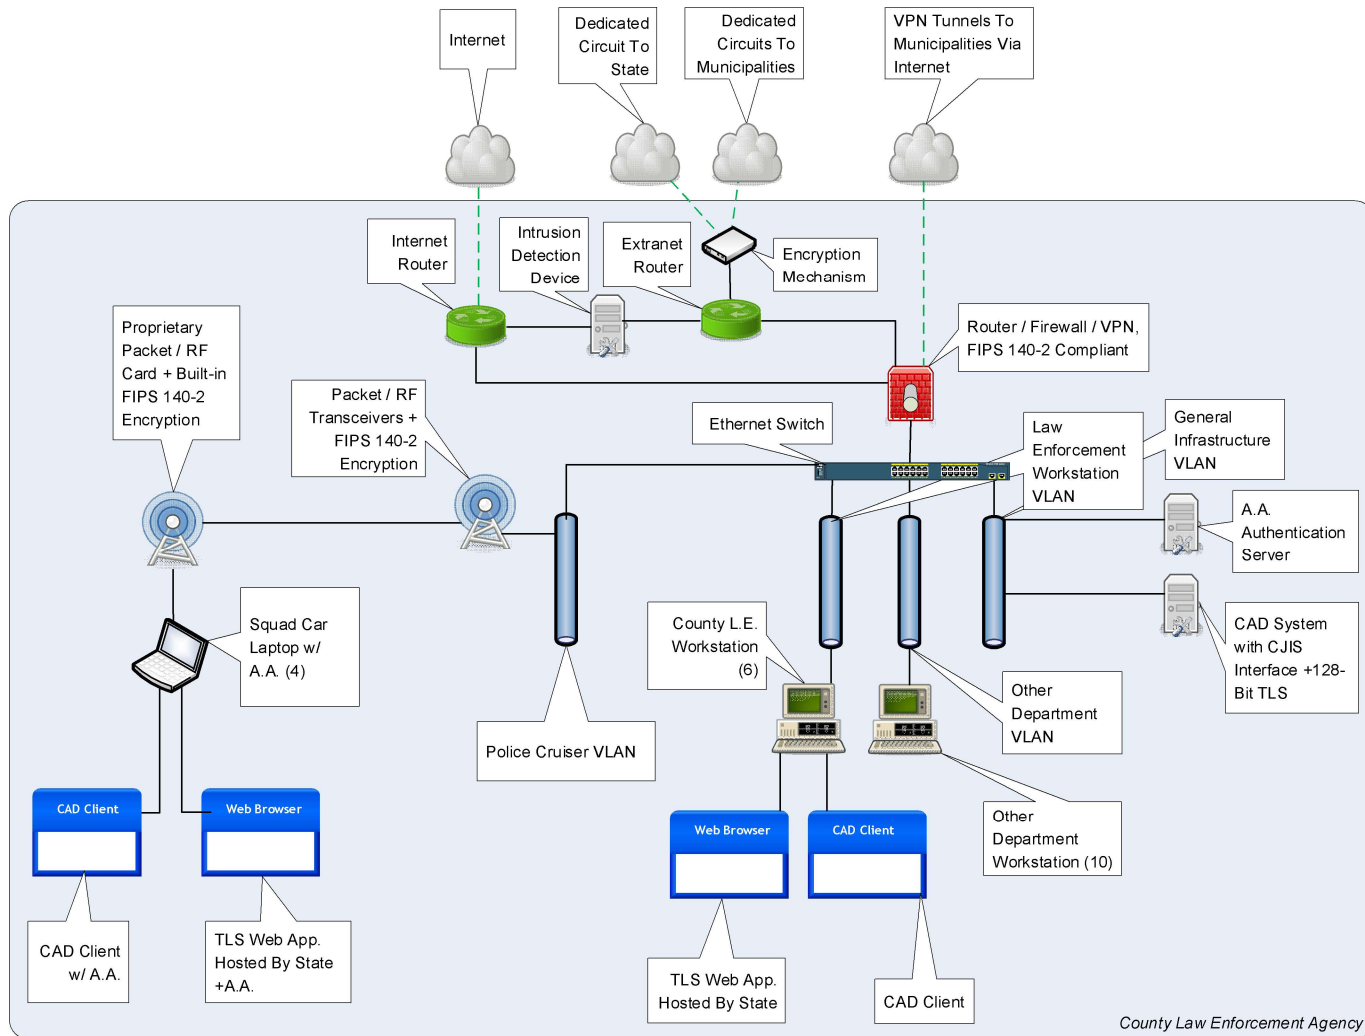 Internet
Dedicated
Circuit To
State
Dedicated
Circuits To
Municipalities
VPN Tunnels To
Municipalities Via
Internet
Internet
Router
Intrusion
Detection
Device
Extranet
Router
Encryption
Mechanism
Router / Firewall / VPN,
FIPS 140-2 Compliant
Proprietary
Packet / RF
Card + Built-in
FIPS 140-2
Encryption
Packet / RF
Transceivers +
FIPS 140-2
Encryption
Ethernet Switch
Law
Enforcement
Workstation
VLAN
General
Infrastructure
VLAN
A.A.
Authentication
Server
CAD System
with CJIS
Interface +128-
Bit TLS
Squad Car
Laptop w/
A.A. (4)
County L.E.
Workstation
(6)
Police Cruiser VLAN
Other
Department
VLAN
Other
Department
Workstation (10)
CAD Client
Web Browser
Web Browser
CAD Client
CAD Client
w/ A.A.
TLS Web App.
Hosted By State
+A.A.
TLS Web App.
Hosted By State
CAD Client
County Law Enforcement Agency